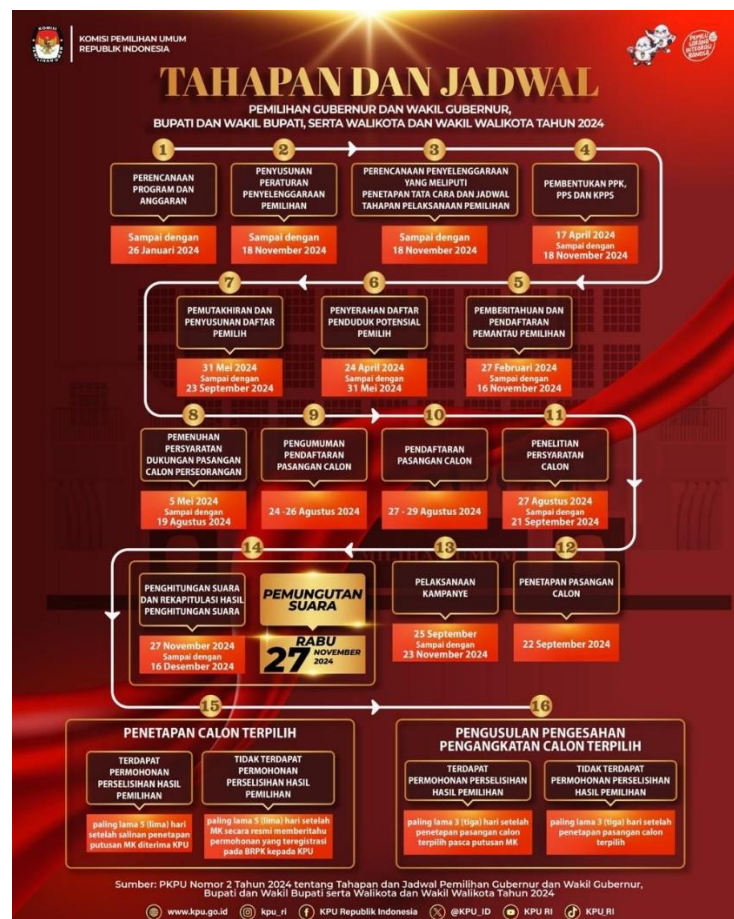 KOMISI
KOMISI PEMILIHAN UMUM
REPUBLIK INDONESIA
TAHAPAN DAN JADWAL
PEMILIHAN GUBERNUR DAN WAKIL GUBERNUR,
BUPATI DAN WAKIL BUPATI, SERTA WALIKOTA DAN WAKIL WALIKOTA TAHUN 2024
1
PERENCANAAN
PROGRAM DAN
ANGGARAN
Sampai dengan
26 Januari 2024
2
PENYUSUNAN
PERATURAN
PENYELENGGARAAN
PEMILIHAN
Sampai dengan
18 November 2024
3
PERENCANAAN PENYELENGGARAAN
YANG MELIPUTI
PENETAPAN TATA CARA DAN JADWAL
TAHAPAN PELAKSANAAN PEMILIHAN
Sampai dengan
18 November 2024
4
PEMBENTUKAN PPK,
PPS DAN KPPS
17 April 2024
Sampai dengan
18 November 2024
5
PEMBERITAHUAN DAN
PENDAFTARAN
PEMANTAU PEMILIHAN
27 Februari 2024
Sampai dengan
16 November 2024
6
PENYERAHAN DAFTAR
PENDUDUK POTENSIAL
PEMILIH
24 April 2024
Sampai dengan
31 Mei 2024
7
PEMUTAKHIRAN DAN
PENYUSUNAN DAFTAR
PEMILIH
31 Mei 2024
Sampai dengan
23 September 2024
8
PEMENUHAN
PERSYARATAN
DUKUNGAN PASANGAN
CALON PERSEORANGAN
5 Mei 2024
Sampai dengan
19 Agustus 2024
9
PENGUMUMAN
PENDAFTARAN
PASANGAN CALON
24 -26 Agustus 2024
10
PENDAFTARAN
PASANGAN CALON
27 - 29 Agustus 2024
11
PENELITIAN
PERSYARATAN
CALON
27 Agustus 2024
Sampai dengan
21 September 2024
12
PENETAPAN PASANGAN
CALON
22 September 2024
13
PELAKSANAAN
KAMPANYE
25 September
Sampai dengan
23 November 2024
14
PENGHITUNGAN SUARA
DAN REKAPITULASI HASIL
PENGHITUNGAN SUARA
27 November 2024
Sampai dengan
16 Desember 2024
PEMUNGUTAN
SUARA
RABU
27 NOVEMBER
2024
15
PENETAPAN CALON TERPILIH
TERDAPAT
PERMOHONAN
PERSELISIHAN HASIL
PEMILIHAN
paling lama 5 (lima) hari
setelah salinan penetapan
putusan MK diterima KPU
TIDAK TERDAPAT
PERMOHONAN
PERSELISIHAN HASIL
PEMILIHAN
paling lama 5 (lima) hari setelah
MK secara resmi memberitahu
permohonan yang teregistrasi
pada BRPK kepada KPU
16
PENGUSULAN PENGESAHAN
PENGANGKATAN CALON TERPILIH
TERDAPAT
PERMOHONAN PERSELISIHAN
HASIL PEMILIHAN
paling lama 3 (tiga) hari setelah
penetapan pasangan calon
terpilih pasca putusan MK
TIDAK TERDAPAT
PERMOHONAN PERSELISIHAN
HASIL PEMILIHAN
paling lama 3 (tiga) hari setelah
penetapan pasangan calon
terpilih
Sumber: PKPU Nomor 2 Tahun 2024 tentang Tahapan dan Jadwal Pemilihan Gubernur dan Wakil Gubernur,
Bupati dan Wakil Bupati serta Walikota dan Wakil Walikota Tahun 2024
www.kpu.go.id kpu_ri KPU Republik Indonesia @KPU_ID KPU RI KPU_RI